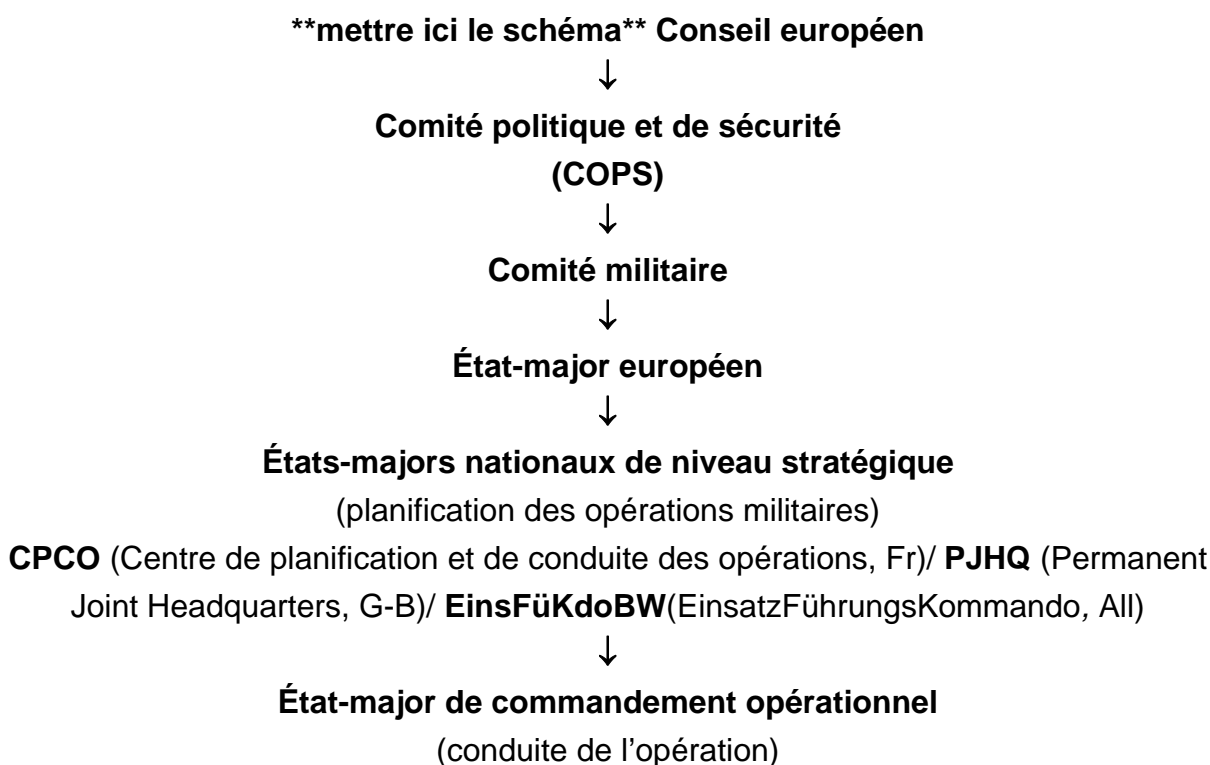 **mettre ici le schéma** Conseil européen
↓
Comité politique et de sécurité
(COPS)
↓
Comité militaire
↓
État-major européen
↓
États-majors nationaux de niveau stratégique
(planification des opérations militaires)
CPCO (Centre de planification et de conduite des opérations, Fr)/ PJHQ (Permanent
Joint Headquarters, G-B)/ EinsFüKdoBW(EinsatzFührungsKommando, All)
↓
État-major de commandement opérationnel
(conduite de l’opération)